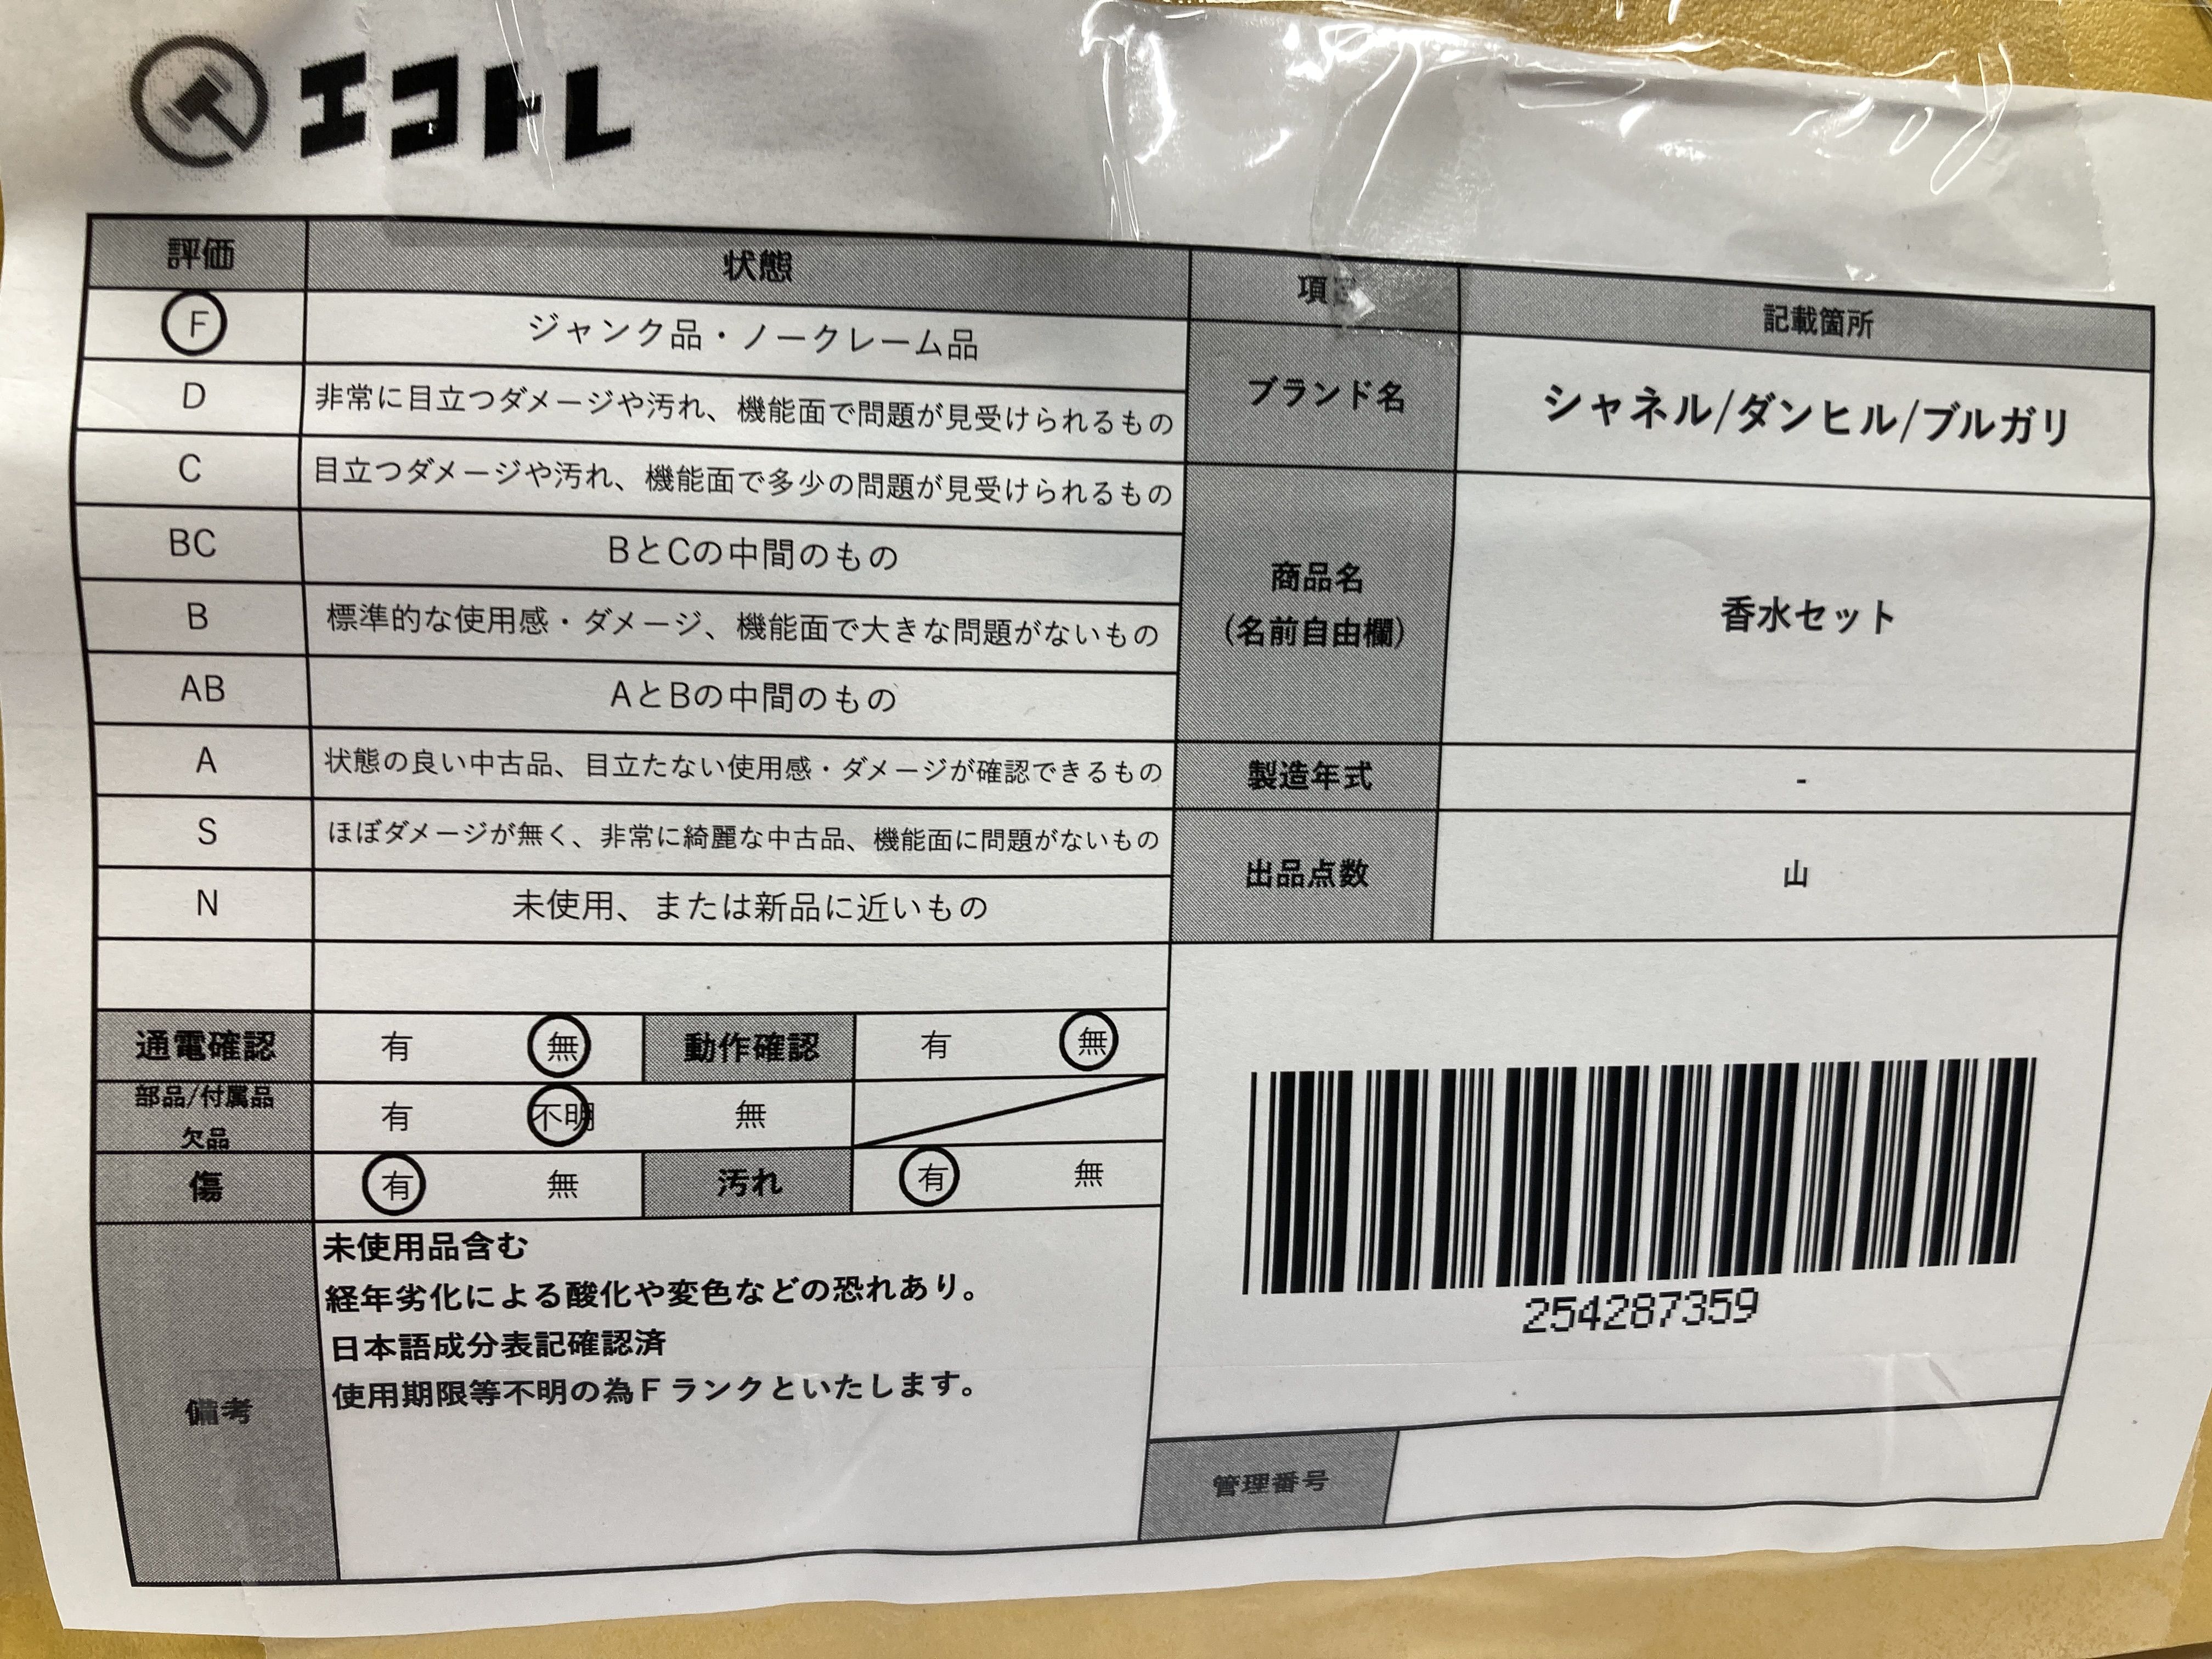 エコトレ
評価 状態
F ジャンク品・ノークレーム品
D 非常に目立つダメージや汚れ、機能面で問題が見受けられるもの
C 目立つダメージや汚れ、機能面で多少の問題が見受けられるもの
BC BとCの中間のもの
B 標準的な使用感・ダメージ、機能面で大きな問題がないもの
AB AとBの中間のもの
A 状態の良い中古品、目立たない使用感・ダメージが確認できるもの
S ほぼダメージが無く、非常に綺麗な中古品、機能面に問題がないもの
N 未使用、または新品に近いもの
通電確認 有 無 動作確認 有 無
部品/付属品
欠品 有 不明 無
傷 有 無 汚れ 有 無
備考
未使用品含む
経年劣化による酸化や変色などの恐れあり。
日本語成分表記確認済
使用期限等不明の為Fランクといたします。
項目 記載箇所
ブランド名 シャネル/ダンヒル/ブルガリ
商品名
(名前自由欄) 香水セット
製造年式 -
出品点数 山
254287359
管理番号